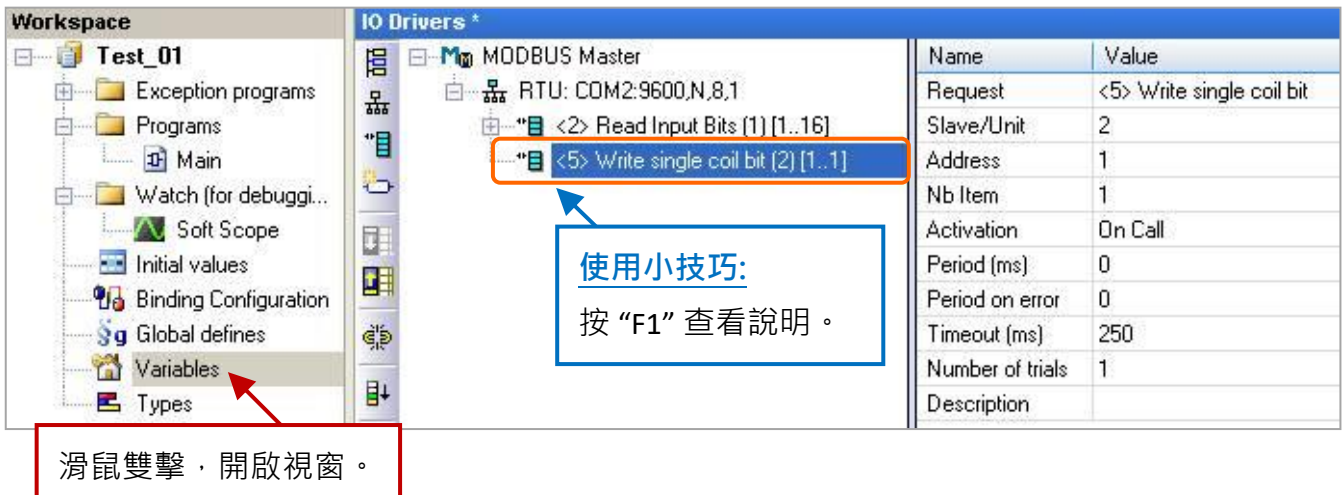 Workspace
Test_01
Exception programs
Programs
Main
Watch (for debuggi...
Soft Scope
Initial values
Binding Configuration
Global defines
Variables
Types
滑鼠雙擊，開啟視窗。
IO Drivers *
MODBUS Master
RTU: COM2:9600,N,8,1
<2> Read Input Bits (1) [1..16]
<5> Write single coil bit (2) [1..1]
使用小技巧:
按 “F1” 查看說明。
Name Value
Request <5> Write single coil bit
Slave/Unit 2
Address 1
Nb Item 1
Activation On Call
Period (ms) 0
Period on error 0
Timeout (ms) 250
Number of trials 1
Description